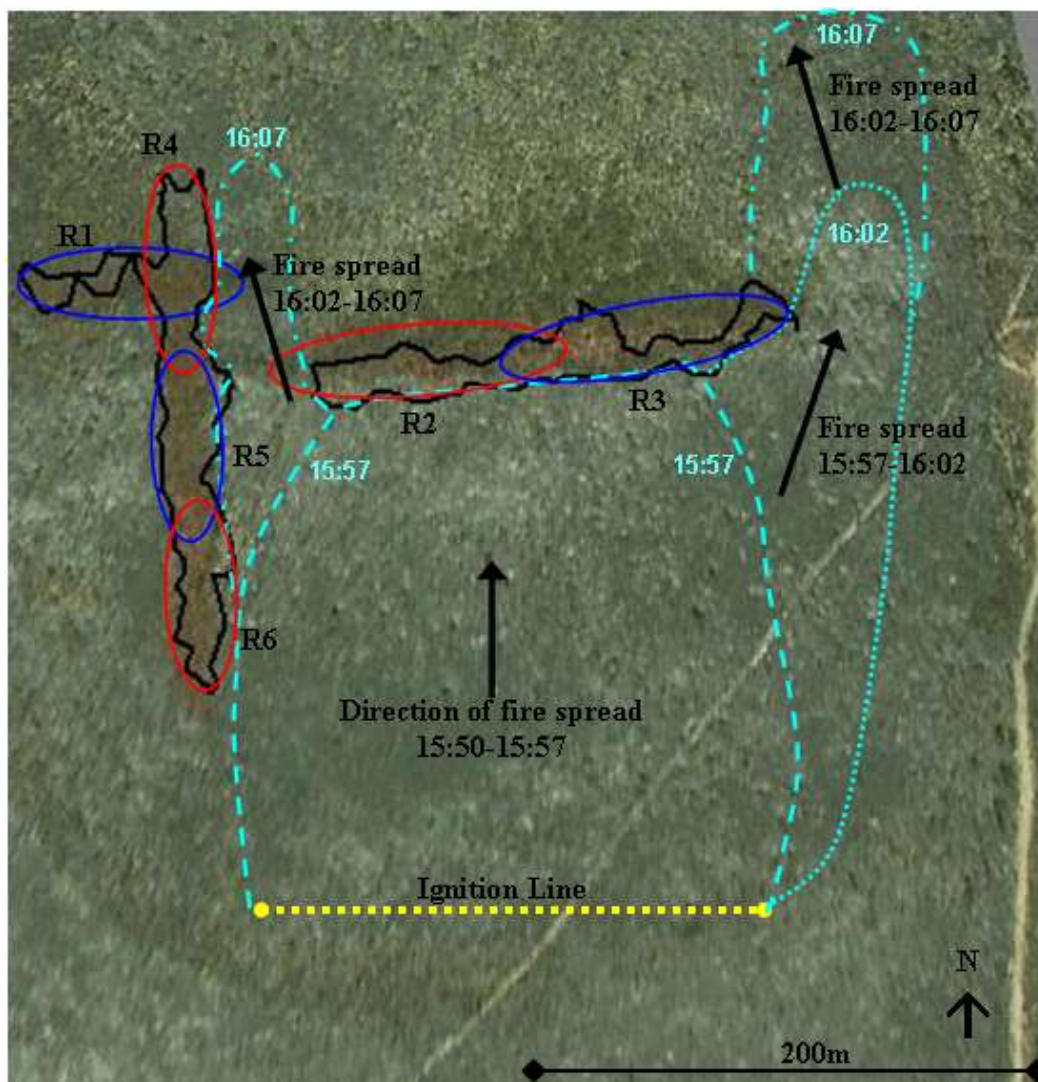 16:07
Fire spread
16:02-16:07
R4
16:07
R1
16:02
Fire spread
16:02-16:07
R2
R3
R5
15:57
15:57
Fire spread
15:57-16:02
R6
Direction of fire spread
15:50-15:57
Ignition Line
N
200m